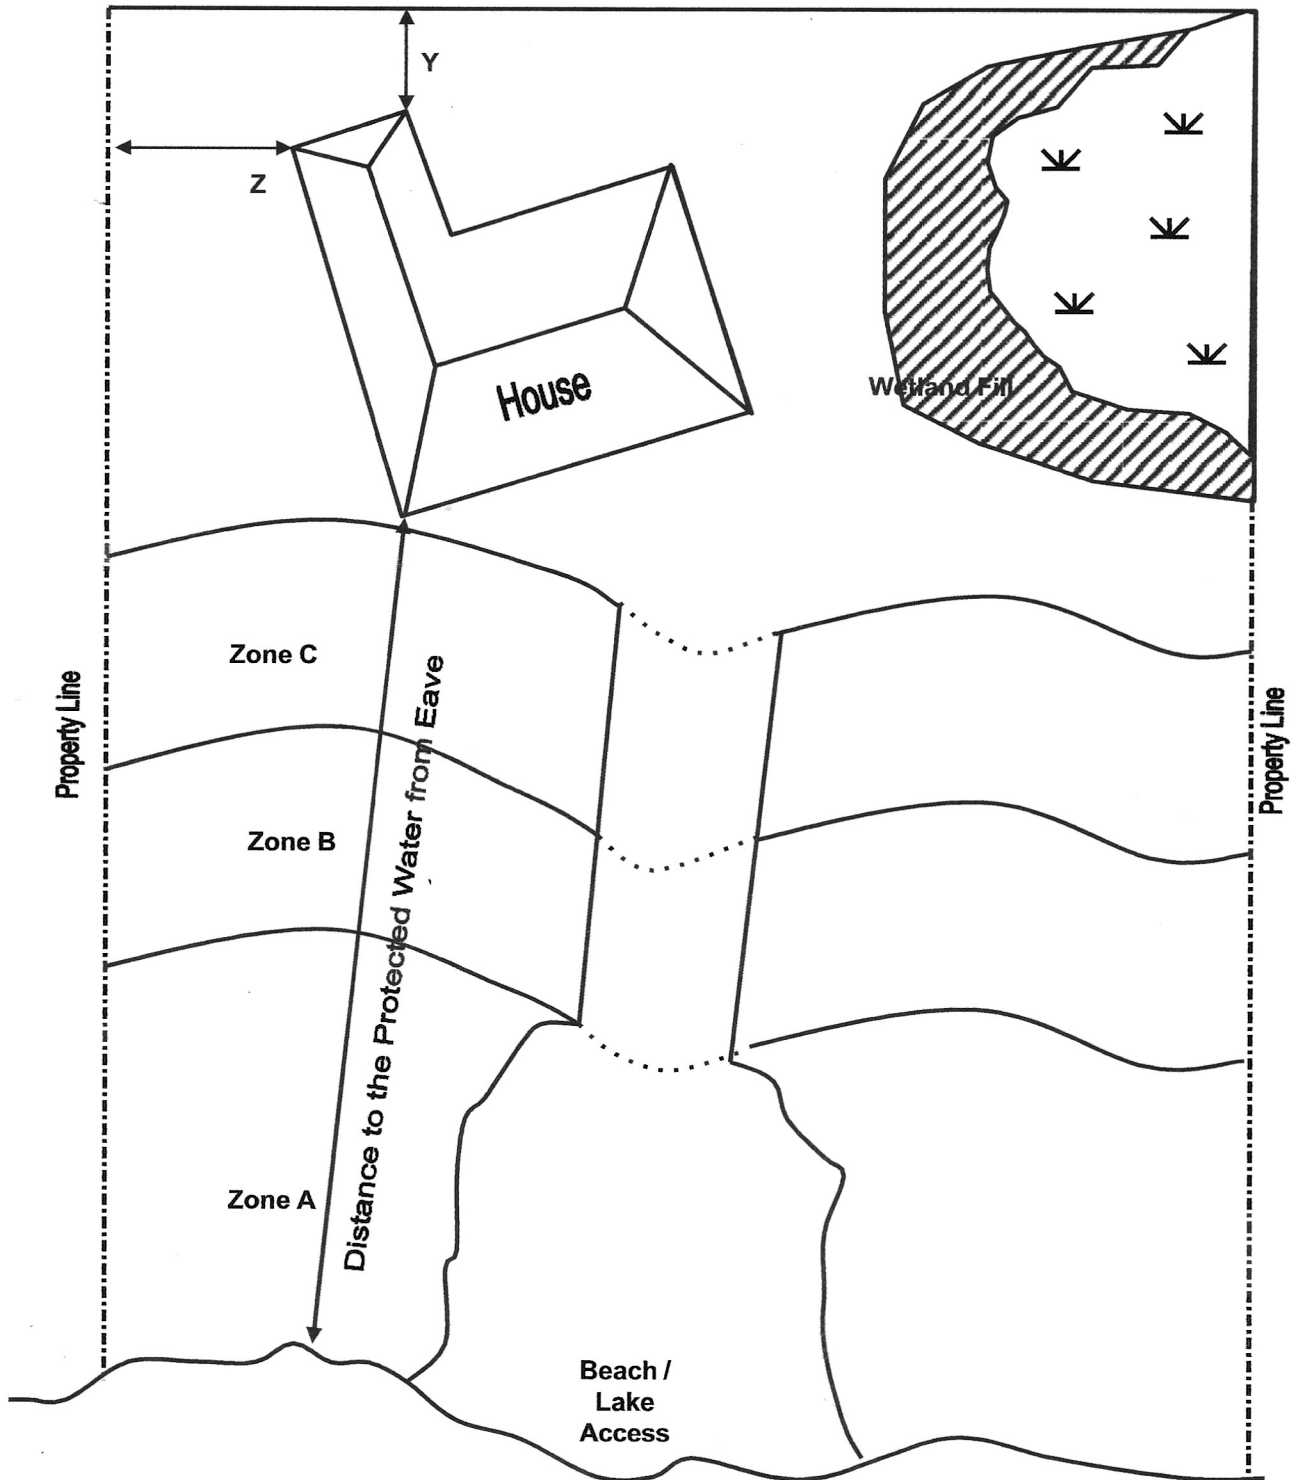 Y
Z
House
Wetland Fill
Zone C
Property Line
Distance to the Protected Water from Eave
Property Line
Zone B
Zone A
Beach /
Lake
Access